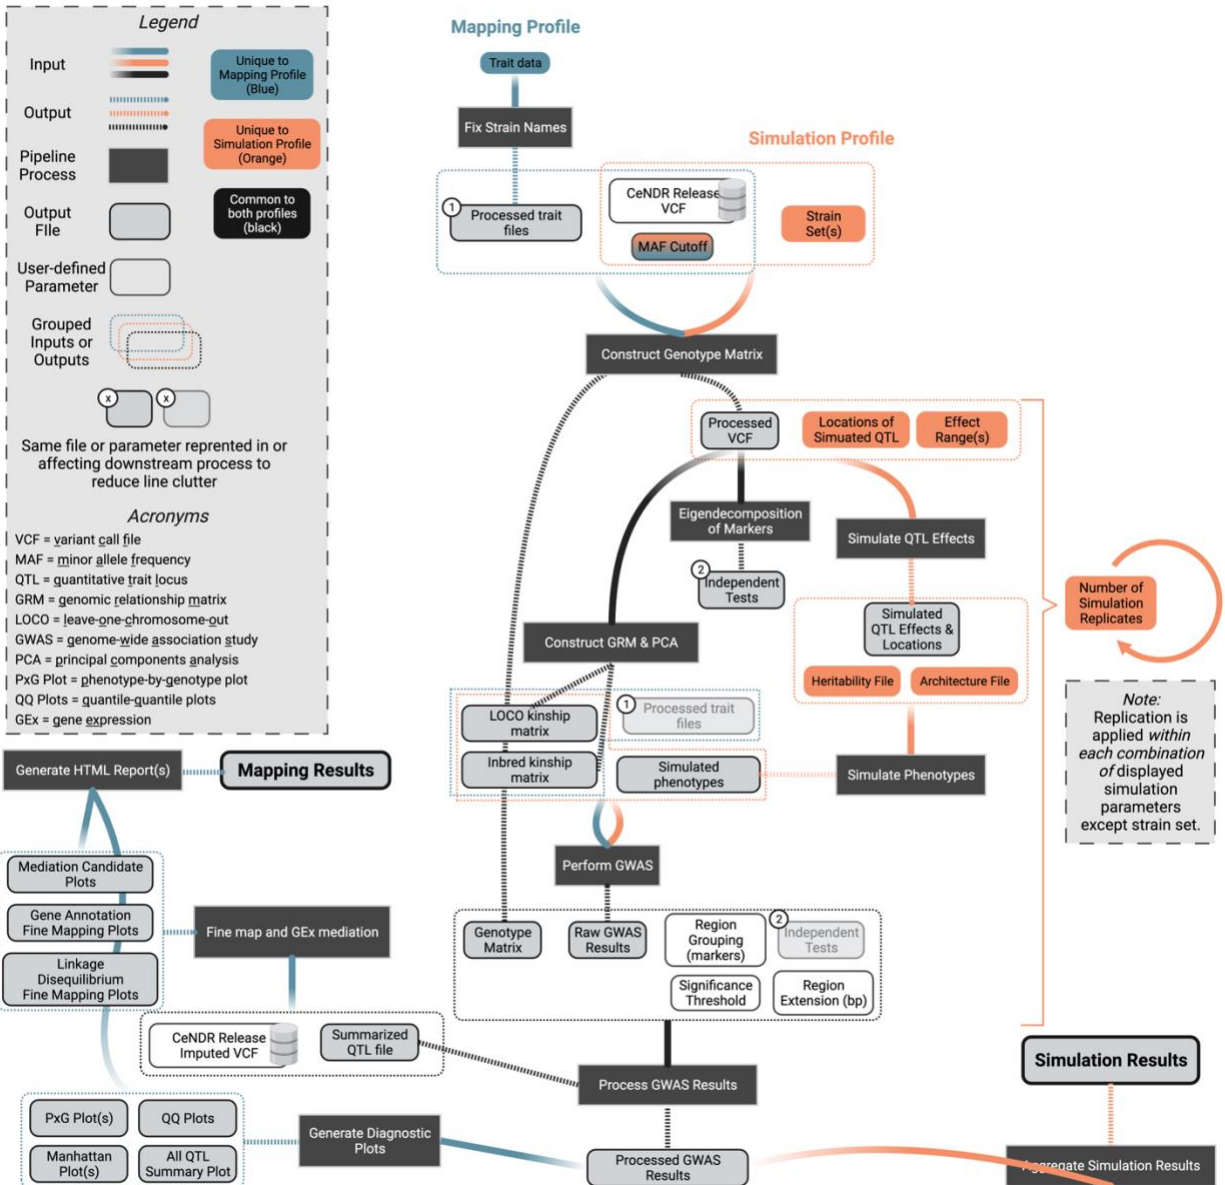 Legend
Input
Unique to
Mapping Profile
(Blue)
Output
Unique to
Simulation Profile
(Orange)
Pipeline
Process
Common to
both profiles
(black)
Output
FIle
User-defined
Parameter
Grouped
Inputs or
Outputs
x
x
Same file or parameter reprented in or
affecting downstream process to
reduce line clutter
Acronyms
VCF = variant call file
MAF = minor allele frequency
QTL = quantitative trait locus
GRM = genomic relationship matrix
LOCO = leave-one-chromosome-out
GWAS = genome-wide association study
PCA = principal components analysis
PxG Plot = phenotype-by-genotype plot
QQ Plots = quantile-quantile plots
GEx = gene expression
Mapping Profile
Trait data
Fix Strain Names
Simulation Profile
1
Processed trait
files
CeNDR Release
VCF
MAF Cutoff
Strain
Set(s)
Construct Genotype Matrix
Processed
VCF
Locations of
Simuated QTL
Effect
Range(s)
Eigendecomposition
of Markers
Simulate QTL Effects
2
Independent
Tests
Simulated
QTL Effects &
Locations
Heritability File
Architecture File
Number of
Simulation
Replicates
Construct GRM & PCA
LOCO kinship
matrix
1
Processed trait
files
Inbred kinship
matrix
Simulated
phenotypes
Simulate Phenotypes
Note:
Replication is
applied within
each combination
of displayed
simulation
parameters
except strain set.
Perform GWAS
Genotype
Matrix
Raw GWAS
Results
Region
Grouping
(markers)
2
Independent
Tests
Significance
Threshold
Region
Extension (bp)
Process GWAS Results
Processed GWAS
Results
Generate HTML Report(s)
Mapping Results
Mediation Candidate
Plots
Gene Annotation
Fine Mapping Plots
Linkage
Disequilibrium
Fine Mapping Plots
Fine map and GEx mediation
CeNDR Release
Imputed VCF
Summarized
QTL file
PxG Plot(s)
QQ Plots
Manhattan
Plot(s)
All QTL
Summary Plot
Generate Diagnostic
Plots
Simulation Results
Aggregate Simulation Results